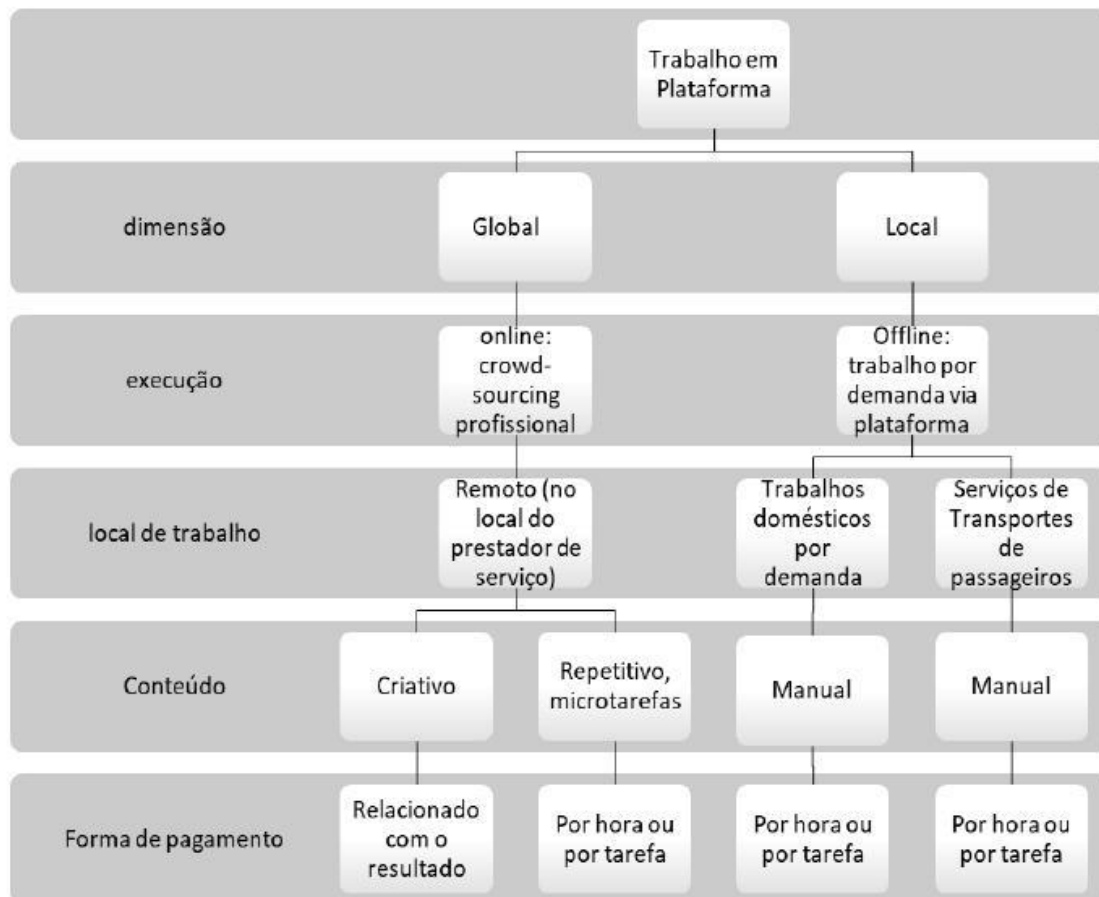 Trabalho em
Plataforma
dimensão
Global
Local
execução
online:
crowd-
sourcing
profissional
Offline:
trabalho por
demanda via
plataforma
local de trabalho
Remoto (no
local do
prestador de
serviço)
Trabalhos
domésticos
por
demanda
Serviços de
Transportes
de
passageiros
Conteúdo
Criativo
Repetitivo,
microtarefas
Manual
Manual
Forma de pagamento
Relacionado
com o
resultado
Por hora ou
por tarefa
Por hora ou
por tarefa
Por hora ou
por tarefa